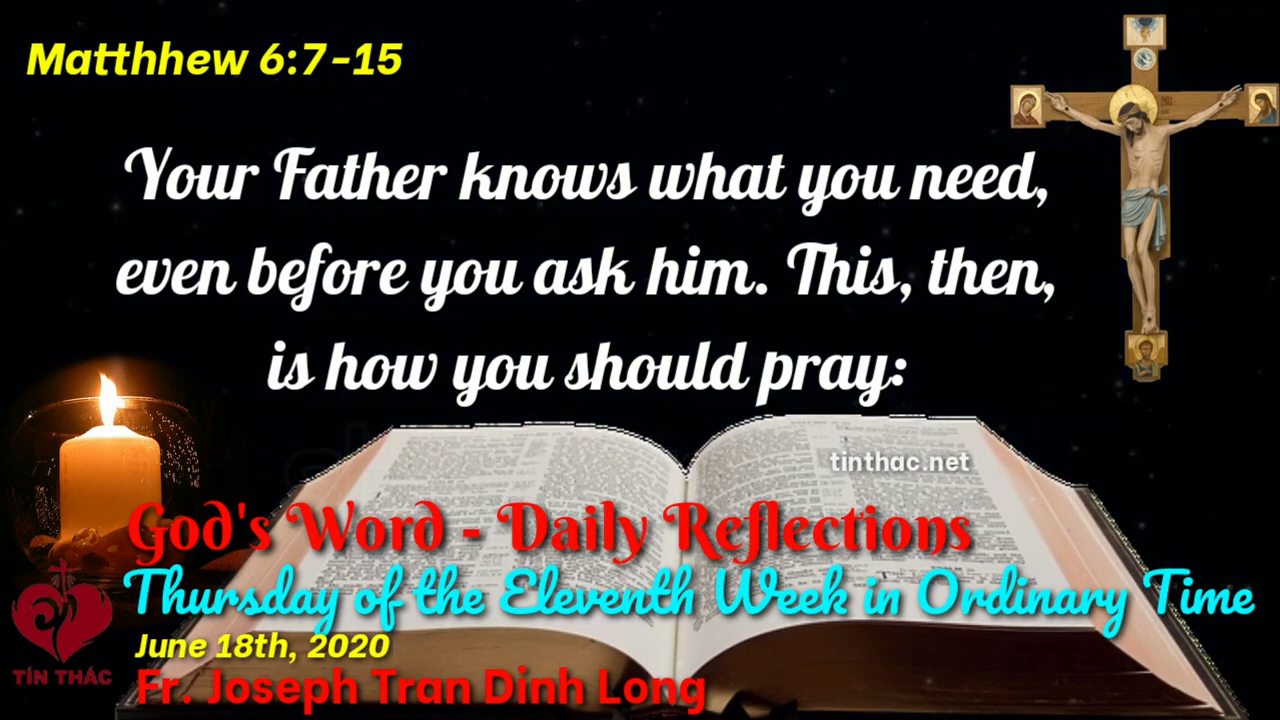 Matthhew 6:7-15
Your Father knows what you need,
even before you ask him. This, then,
is how you should pray:
tinthac.net
God's Word - Daily Reflections
Thursday of the Eleventh Week in Ordinary Time
June 18th, 2020
TÍN THÁC
Fr. Joseph Tran Dinh Long